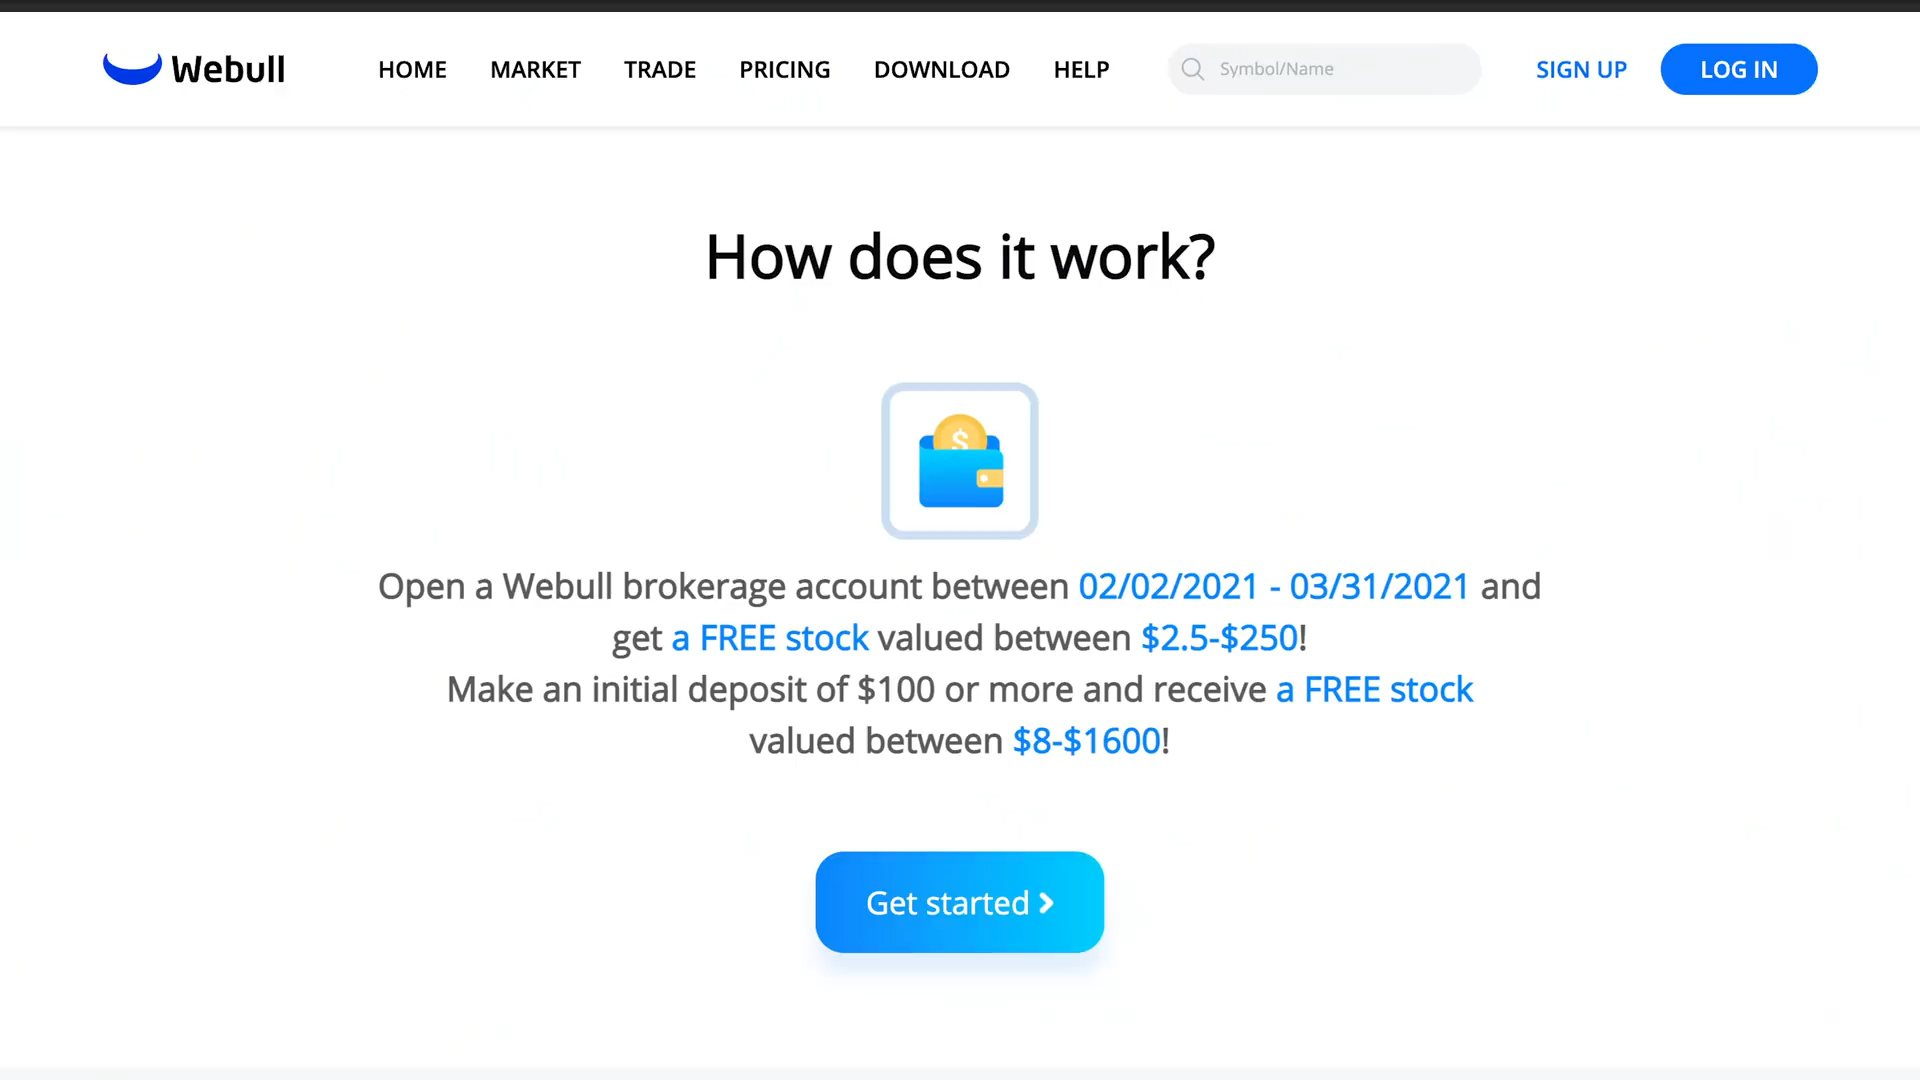 Webull
HOME MARKET TRADE PRICING DOWNLOAD HELP Symbol/Name SIGN UP LOG IN
How does it work?
$
Open a Webull brokerage account between 02/02/2021 - 03/31/2021 and
get a FREE stock valued between $2.5-$250!
Make an initial deposit of $100 or more and receive a FREE stock
valued between $8-$1600!
Get started